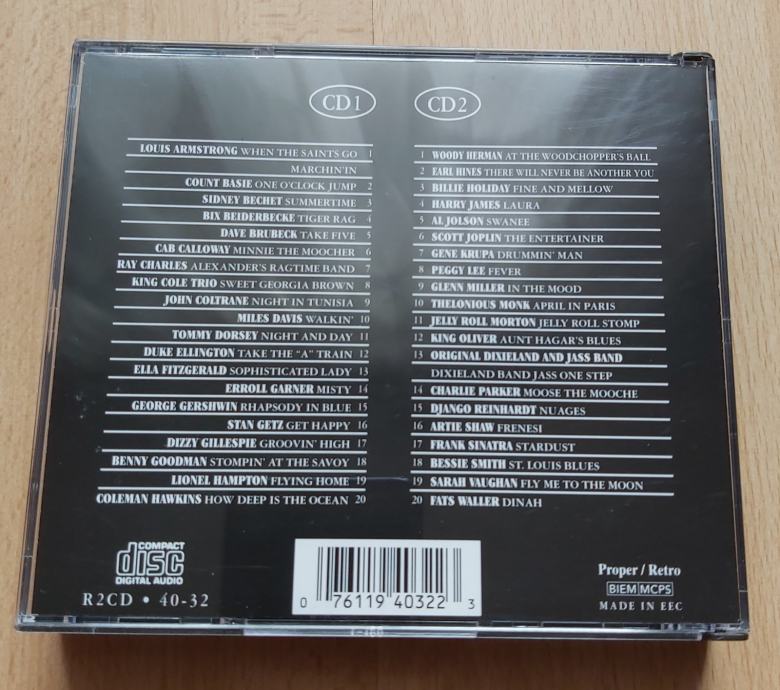 CD1
LOUIS ARMSTRONG WHEN THE SAINTS GO 1
MARCHIN'IN
COUNT BASIE ONE O'CLOCK JUMP 2
SIDNEY BECHET SUMMERTIME 3
BIX BEIDERBECKE TIGER RAG 4
DAVE BRUBECK TAKE FIVE 5
CAB CALLOWAY MINNIE THE MOOCHER 6
RAY CHARLES ALEXANDER'S RAGTIME BAND 7
KING COLE TRIO SWEET GEORGIA BROWN 8
JOHN COLTRANE NIGHT IN TUNISIA 9
MILES DAVIS WALKIN' 10
TOMMY DORSEY NIGHT AND DAY 11
DUKE ELLINGTON TAKE THE "A" TRAIN 12
ELLA FITZGERALD SOPHISTICATED LADY 13
ERROLL GARNER MISTY 14
GEORGE GERSHWIN RHAPSODY IN BLUE 15
STAN GETZ GET HAPPY 16
DIZZY GILLESPIE GROOVIN' HIGH 17
BENNY GOODMAN STOMPIN' AT THE SAVOY 18
LIONEL HAMPTON FLYING HOME 19
COLEMAN HAWKINS HOW DEEP IS THE OCEAN 20
CD2
1 WOODY HERMAN AT THE WOODCHOPPER'S BALL
2 EARL HINES THERE WILL NEVER BE ANOTHER YOU
3 BILLIE HOLIDAY FINE AND MELLOW
4 HARRY JAMES LAURA
5 AL JOLSON SWANEE
6 SCOTT JOPLIN THE ENTERTAINER
7 GENE KRUPA DRUMMIN' MAN
8 PEGGY LEE FEVER
9 GLENN MILLER IN THE MOOD
10 THELONIOUS MONK APRIL IN PARIS
11 JELLY ROLL MORTON JELLY ROLL STOMP
12 KING OLIVER AUNT HAGAR'S BLUES
13 ORIGINAL DIXIELAND AND JASS BAND
DIXIELAND BAND JASS ONE STEP
14 CHARLIE PARKER MOOSE THE MOOCHE
15 DJANGO REINHARDT NUAGES
16 ARTIE SHAW FRENESI
17 FRANK SINATRA STARDUST
18 BESSIE SMITH ST. LOUIS BLUES
19 SARAH VAUGHAN FLY ME TO THE MOON
20 FATS WALLER DINAH
COMPACT
disc
DIGITAL AUDIO
R2CD • 40-32
0 76119 40322 3
Proper / Retro
BIEM MCPS
MADE IN EEC